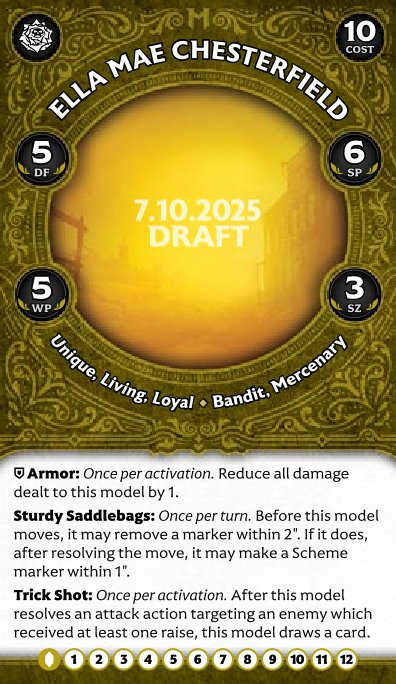 10
COST
ELLA MAE CHESTERFIELD
5
DF
6
SP
7.10.2025
DRAFT
5
WP
3
SZ
Unique, Living, Loyal ⬥ Bandit, Mercenary
Armor: Once per activation. Reduce all damage
dealt to this model by 1.
Sturdy Saddlebags: Once per turn. Before this model
moves, it may remove a marker within 2". If it does,
after resolving the move, it may make a Scheme
marker within 1".
Trick Shot: Once per activation. After this model
resolves an attack action targeting an enemy which
received at least one raise, this model draws a card.
1 2 3 4 5 6 7 8 9 10 11 12